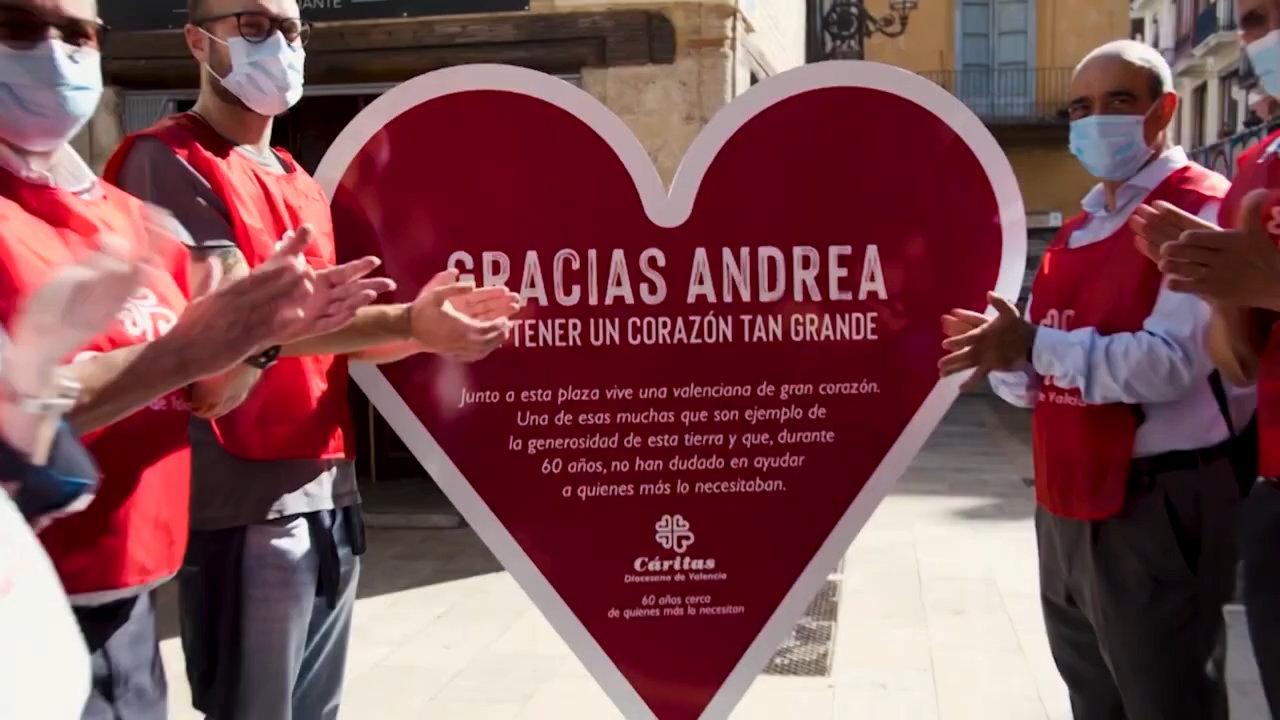 GRACIAS ANDREA
TENER UN CORAZÓN TAN GRANDE
Junto a esta plaza vive una valenciana de gran corazón.
Una de esas muchas que son ejemplo de
la generosidad de esta tierra y que, durante
60 años, no han dudado en ayudar
a quienes más lo necesitaban.
Cáritas
Diocesana de Valencia
60 años cerca
de quienes más lo necesitan